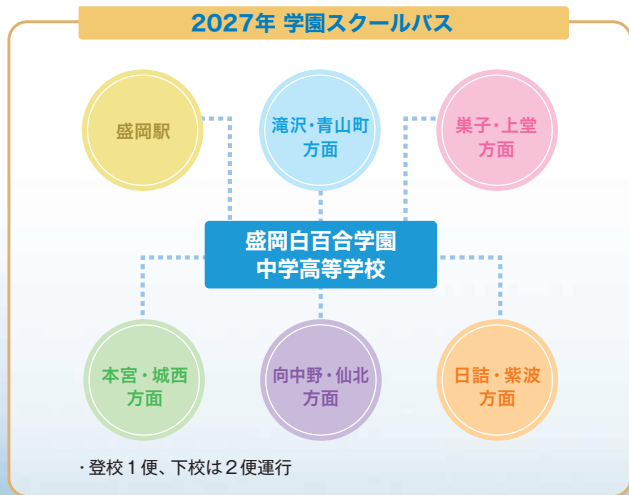 2027年 学園スクールバス
盛岡駅
滝沢・青山町
方面
巣子・上堂
方面
盛岡白百合学園
中学高等学校
本宮・城西
方面
向中野・仙北
方面
日詰・紫波
方面
・登校1便、下校は2便運行